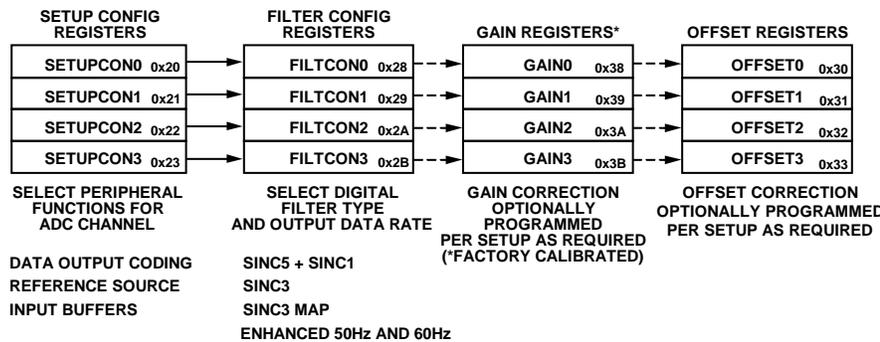 SETUP CONFIG
REGISTERS
SETUPCON0 0x20
SETUPCON1 0x21
SETUPCON2 0x22
SETUPCON3 0x23
SELECT PERIPHERAL
FUNCTIONS FOR
ADC CHANNEL
DATA OUTPUT CODING
REFERENCE SOURCE
INPUT BUFFERS
FILTER CONFIG
REGISTERS
FILTCON0 0x28
FILTCON1 0x29
FILTCON2 0x2A
FILTCON3 0x2B
SELECT DIGITAL
FILTER TYPE
AND OUTPUT DATA RATE
SINC5 + SINC1
SINC3
SINC3 MAP
ENHANCED 50Hz AND 60Hz
GAIN REGISTERS*
GAIN0 0x38
GAIN1 0x39
GAIN2 0x3A
GAIN3 0x3B
GAIN CORRECTION
OPTIONALLY
PROGRAMMED
PER SETUP AS REQUIRED
(*FACTORY CALIBRATED)
OFFSET REGISTERS
OFFSET0 0x30
OFFSET1 0x31
OFFSET2 0x32
OFFSET3 0x33
OFFSET CORRECTION
OPTIONALLY PROGRAMMED
PER SETUP AS REQUIRED